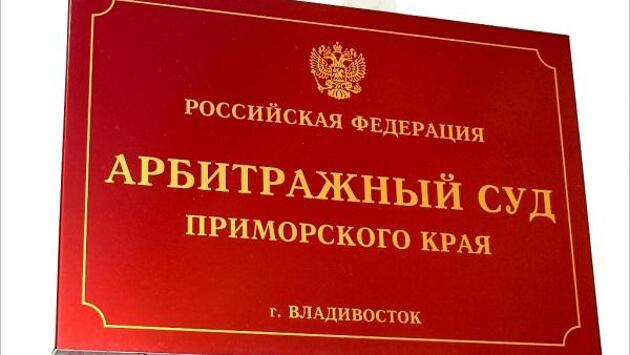 РОССИЙСКАЯ ФЕДЕРАЦИЯ
АРБИТРАЖНЫЙ СУД
ПРИМОРСКОГО КРАЯ
г. ВЛАДИВОСТОК